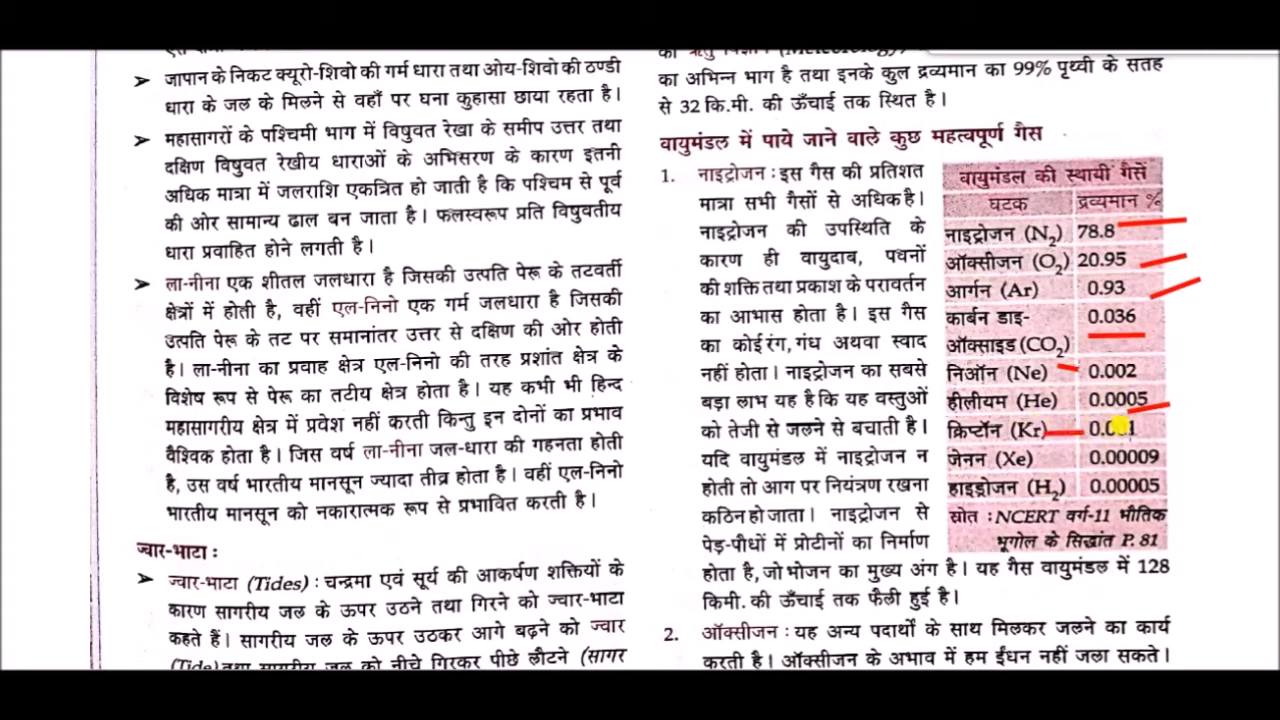 ➤ जापान के निकट क्यूरो-शिवो की गर्म धारा तथा ओय-शिवो की ठण्डी
धारा के जल के मिलने से वहाँ पर घना कुहासा छाया रहता है।
➤ महासागरों के पश्चिमी भाग में विषुवत रेखा के समीप उत्तर तथा
दक्षिण विषुवत रेखीय धाराओं के अभिसरण के कारण इतनी
अधिक मात्रा में जलराशि एकत्रित हो जाती है कि पश्चिम से पूर्व
की ओर सामान्य ढाल बन जाता है। फलस्वरूप प्रति विषुवतीय
धारा प्रवाहित होने लगती है।
➤ ला-नीना एक शीतल जलधारा है जिसकी उत्पति पेरू के तटवर्ती
क्षेत्रों में होती है, वहीं एल-निनो एक गर्म जलधारा है जिसकी
उत्पति पेरू के तट पर समानांतर उत्तर से दक्षिण की ओर होती
है। ला-नीना का प्रवाह क्षेत्र एल-निनो की तरह प्रशांत क्षेत्र के
विशेष रूप से पेरू का तटीय क्षेत्र होता है। यह कभी भी हिन्द
महासागरीय क्षेत्र में प्रवेश नहीं करती किन्तु इन दोनों का प्रभाव
वैश्विक होता है। जिस वर्ष ला-नीना जल-धारा की गहनता होती
है, उस वर्ष भारतीय मानसून ज्यादा तीव्र होता है। वहीं एल-निनो
भारतीय मानसून को नकारात्मक रूप से प्रभावित करती है।
ज्वार-भाटा :
➤ ज्वार-भाटा (Tides) : चन्द्रमा एवं सूर्य की आकर्षण शक्तियों के
कारण सागरीय जल के ऊपर उठने तथा गिरने को ज्वार-भाटा
कहते हैं। सागरीय जल के ऊपर उठकर आगे बढ़ने को ज्वार
(Tide) तथा सागरीय जल को नीचे गिरकर पीछे लौटने (सागर
को ऋतु विज्ञान (Meteorology)
का अभिन्न भाग है तथा इनके कुल द्रव्यमान का 99% पृथ्वी के सतह
से 32 कि.मी. की ऊँचाई तक स्थित है।
वायुमंडल में पाये जाने वाले कुछ महत्वपूर्ण गैस
1. नाइट्रोजन : इस गैस की प्रतिशत
मात्रा सभी गैसों से अधिक है।
नाइट्रोजन की उपस्थिति के
कारण ही वायुदाब, पवनों
की शक्ति तथा प्रकाश के परावर्तन
का आभास होता है। इस गैस
का कोई रंग, गंध अथवा स्वाद
नहीं होता। नाइट्रोजन का सबसे
बड़ा लाभ यह है कि यह वस्तुओं
को तेजी से जलने से बचाती है।
यदि वायुमंडल में नाइट्रोजन न
होती तो आग पर नियंत्रण रखना
कठिन हो जाता। नाइट्रोजन से
पेड़-पौधों में प्रोटीनों का निर्माण
होता है, जो भोजन का मुख्य अंग है। यह गैस वायुमंडल में 128
किमी. की ऊँचाई तक फैली हुई है।
वायुमंडल की स्थायी गैसें
घटक द्रव्यमान %
नाइट्रोजन (N₂) 78.8
ऑक्सीजन (O₂) 20.95
आर्गन (Ar) 0.93
कार्बन डाइ- 0.036
ऑक्साइड (CO₂)
निऑन (Ne) 0.002
हीलीयम (He) 0.0005
क्रिप्टॉन (Kr)
जेनन (Xe) 0.00009
हाइड्रोजन (H₂) 0.00005
स्रोत : NCERT वर्ग-11 भौतिक
भूगोल के सिद्धांत P. 81
2. ऑक्सीजन : यह अन्य पदार्थों के साथ मिलकर जलने का कार्य
करती है। ऑक्सीजन के अभाव में हम ईंधन नहीं जला सकते।